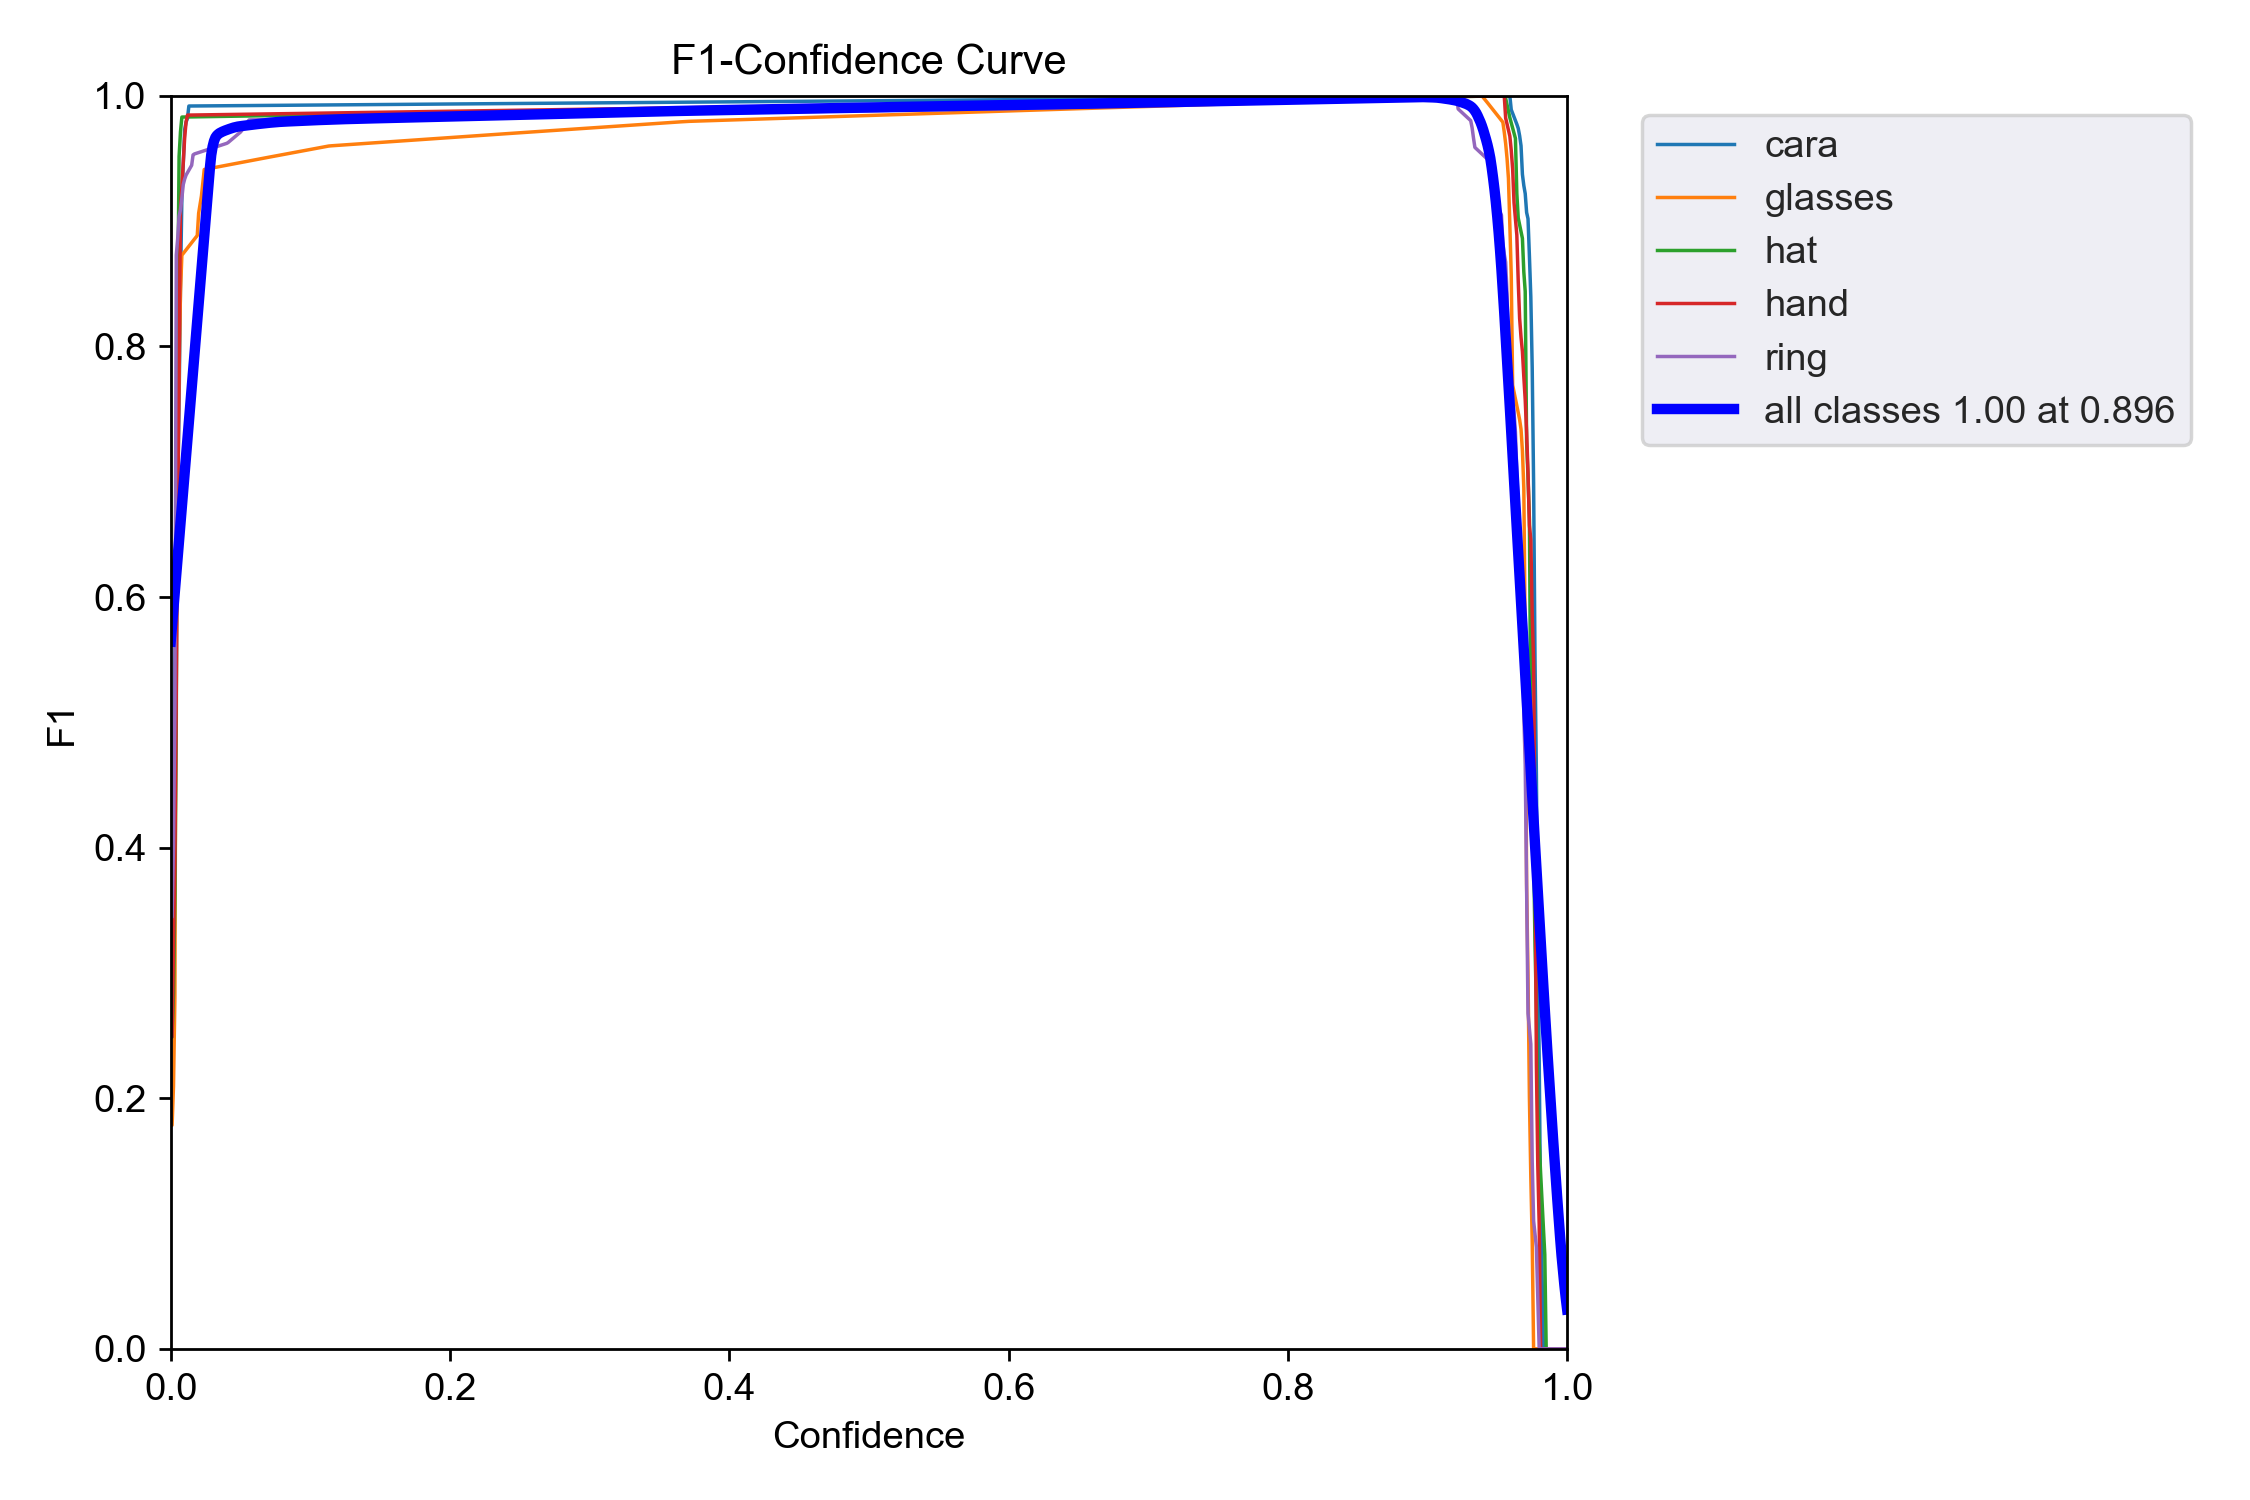 F1-Confidence Curve
1.0
0.8
0.6
0.4
0.2
0.0
F1
0.0 0.2 0.4 0.6 0.8 1.0
Confidence
cara
glasses
hat
hand
ring
all classes 1.00 at 0.896